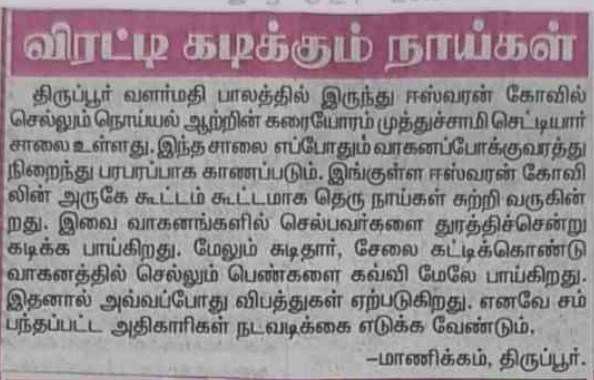 விரட்டி கடிக்கும் நாய்கள்
திருப்பூர் வளர்மதி பாலத்தில் இருந்து ஈஸ்வரன் கோவில்
செல்லும் நொய்யல் ஆற்றின் கரையோரம் முத்துச்சாமி செட்டியார்
சாலை உள்ளது. இந்த சாலை எப்போதும் வாகனப்போக்குவரத்து
நிறைந்து பரபரப்பாக காணப்படும். இங்குள்ள ஈஸ்வரன் கோவி
லின் அருகே கூட்டம் கூட்டமாக தெரு நாய்கள் சுற்றி வருகின்
றது. இவை வாகனங்களில் செல்பவர்களை துரத்திச்சென்று
கடிக்க பாய்கிறது. மேலும் சுடிதார், சேலை கட்டிக்கொண்டு
வாகனத்தில் செல்லும் பெண்களை கவ்வி மேலே பாய்கிறது.
இதனால் அவ்வப்போது விபத்துகள் ஏற்படுகிறது. எனவே சம்
பந்தப்பட்ட அதிகாரிகள் நடவடிக்கை எடுக்க வேண்டும்.
–மாணிக்கம், திருப்பூர்.